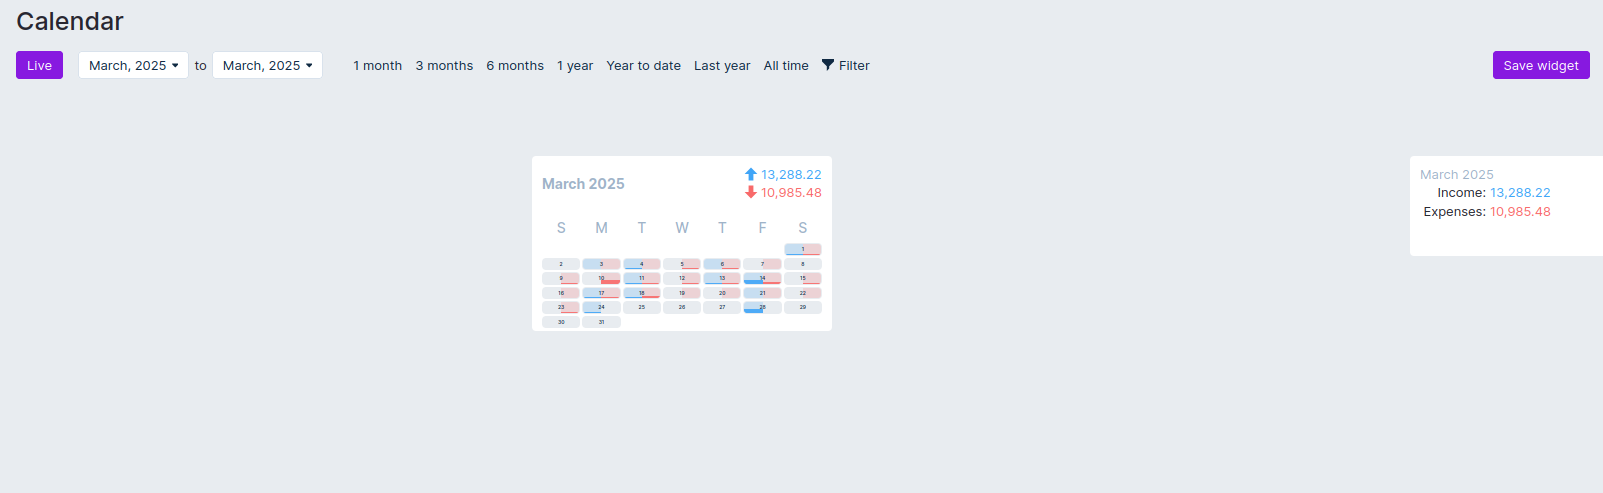 Calendar
Live March, 2025 to March, 2025 1 month 3 months 6 months 1 year Year to date Last year All time Filter Save widget
March 2025
13,288.22
10,985.48
S M T W T F S
1
2 3 4 5 6 7 8
9 10 11 12 13 14 15
16 17 18 19 20 21 22
23 24 25 26 27 28 29
30 31
March 2025
Income: 13,288.22
Expenses: 10,985.48